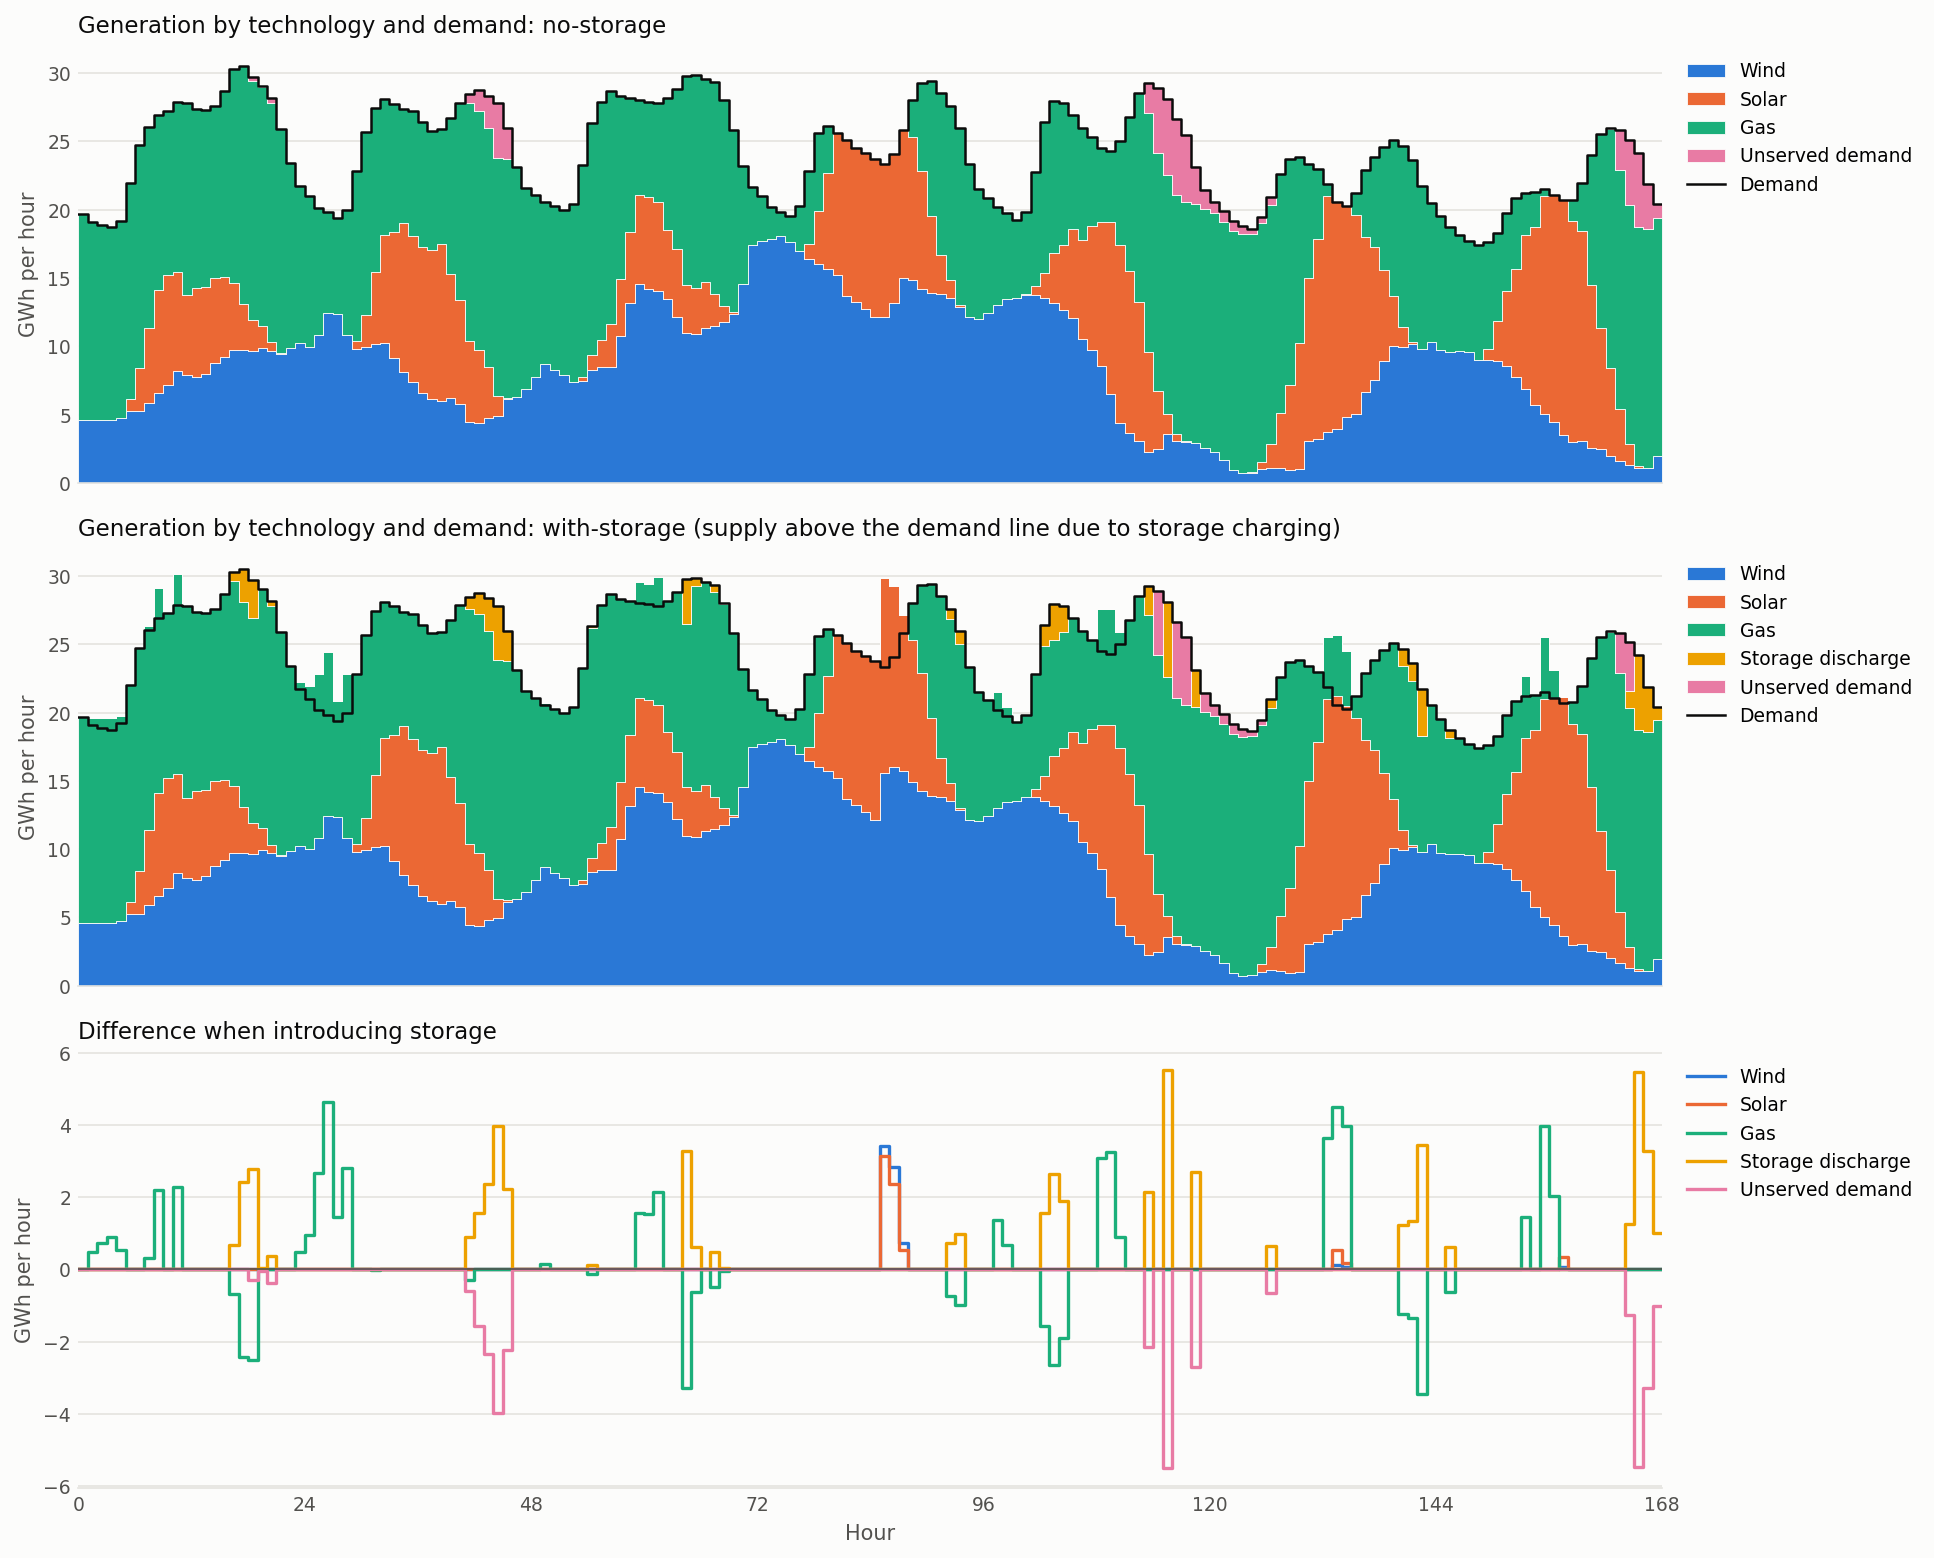 Generation by technology and demand: no-storage
30
25
20
15
10
5
0
GWh per hour
Wind
Solar
Gas
Unserved demand
Demand
Generation by technology and demand: with-storage (supply above the demand line due to storage charging)
30
25
20
15
10
5
0
GWh per hour
Wind
Solar
Gas
Storage discharge
Unserved demand
Demand
Difference when introducing storage
6
4
2
0
−2
−4
−6
GWh per hour
Wind
Solar
Gas
Storage discharge
Unserved demand
0 24 48 72 96 120 144 168
Hour